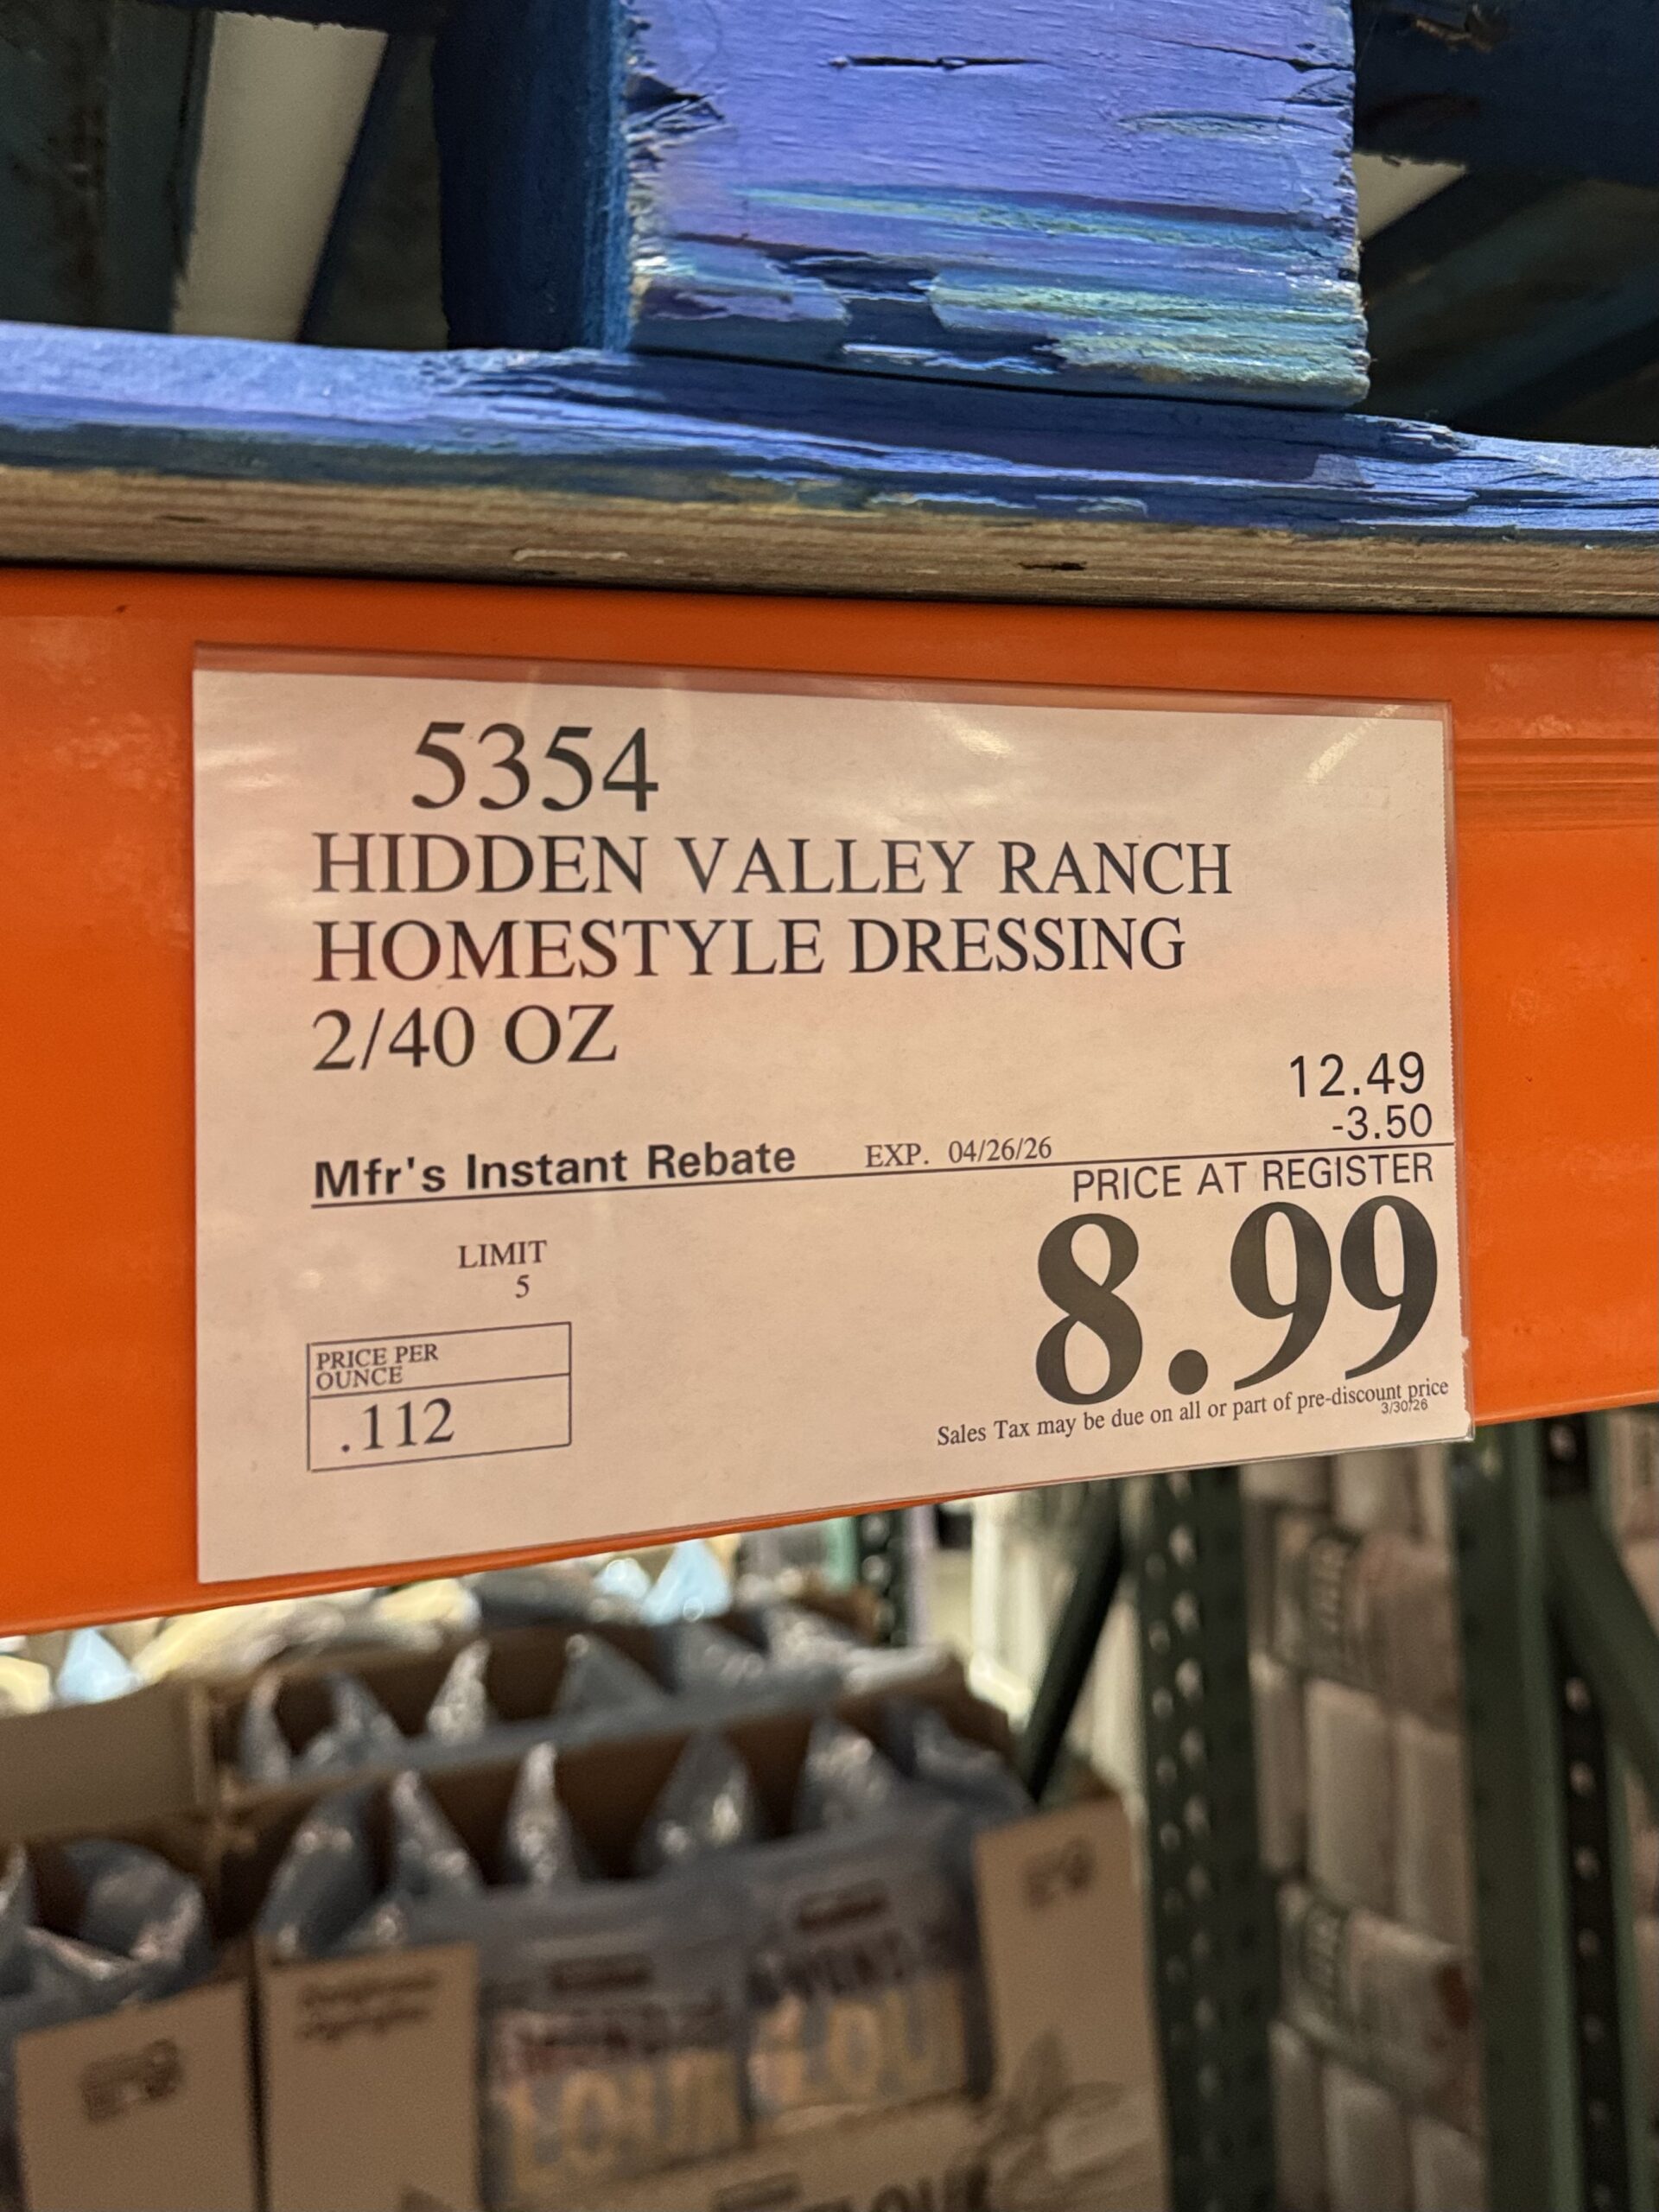 5354
HIDDEN VALLEY RANCH
HOMESTYLE DRESSING
2/40 OZ
12.49
-3.50
Mfr's Instant Rebate EXP. 04/26/26
PRICE AT REGISTER
8.99
LIMIT
5
PRICE PER
OUNCE
.112
Sales Tax may be due on all or part of pre-discount price
3/30/26